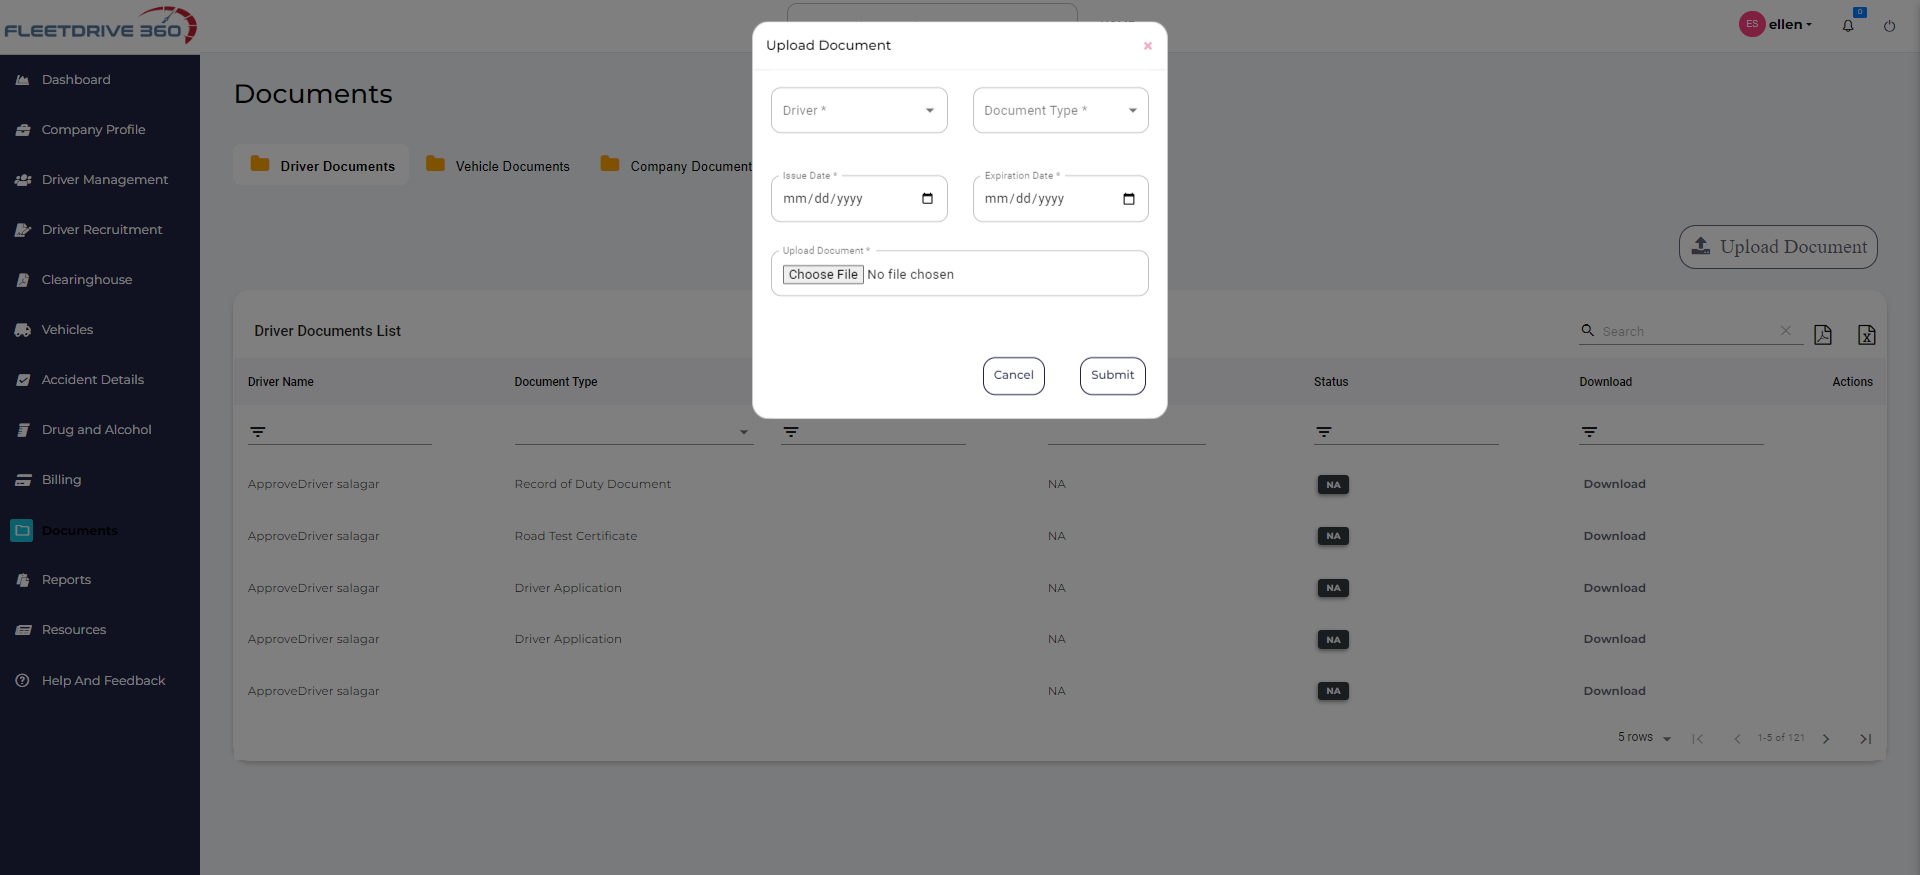 FLEETDRIVE 360
ES ellen
0
Dashboard
Company Profile
Driver Management
Driver Recruitment
Clearinghouse
Vehicles
Accident Details
Drug and Alcohol
Billing
Documents
Reports
Resources
Help And Feedback
Documents
Driver Documents
Vehicle Documents
Company Document
Upload Document
Upload Document
Driver *
Document Type *
Issue Date *
mm/dd/yyyy
Expiration Date *
mm/dd/yyyy
Upload Document *
Choose File No file chosen
Cancel
Submit
Driver Documents List
Search
Driver Name Document Type Status Download Actions
ApproveDriver salagar Record of Duty Document NA NA Download
ApproveDriver salagar Road Test Certificate NA NA Download
ApproveDriver salagar Driver Application NA NA Download
ApproveDriver salagar Driver Application NA NA Download
ApproveDriver salagar NA NA Download
5 rows 1-5 of 121